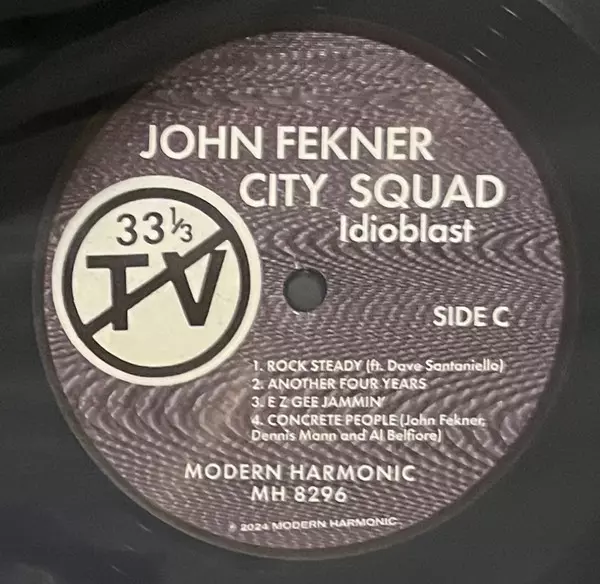 JOHN FEKNER
CITY SQUAD
Idioblast
33 1/3
TV
SIDE C
1. ROCK STEADY (ft. Dave Santaniello)
2. ANOTHER FOUR YEARS
3. E Z GEE JAMMIN'
4. CONCRETE PEOPLE (John Fekner,
Dennis Mann and Al Belfiore)
MODERN HARMONIC
MH 8296
℗ 2024 MODERN HARMONIC